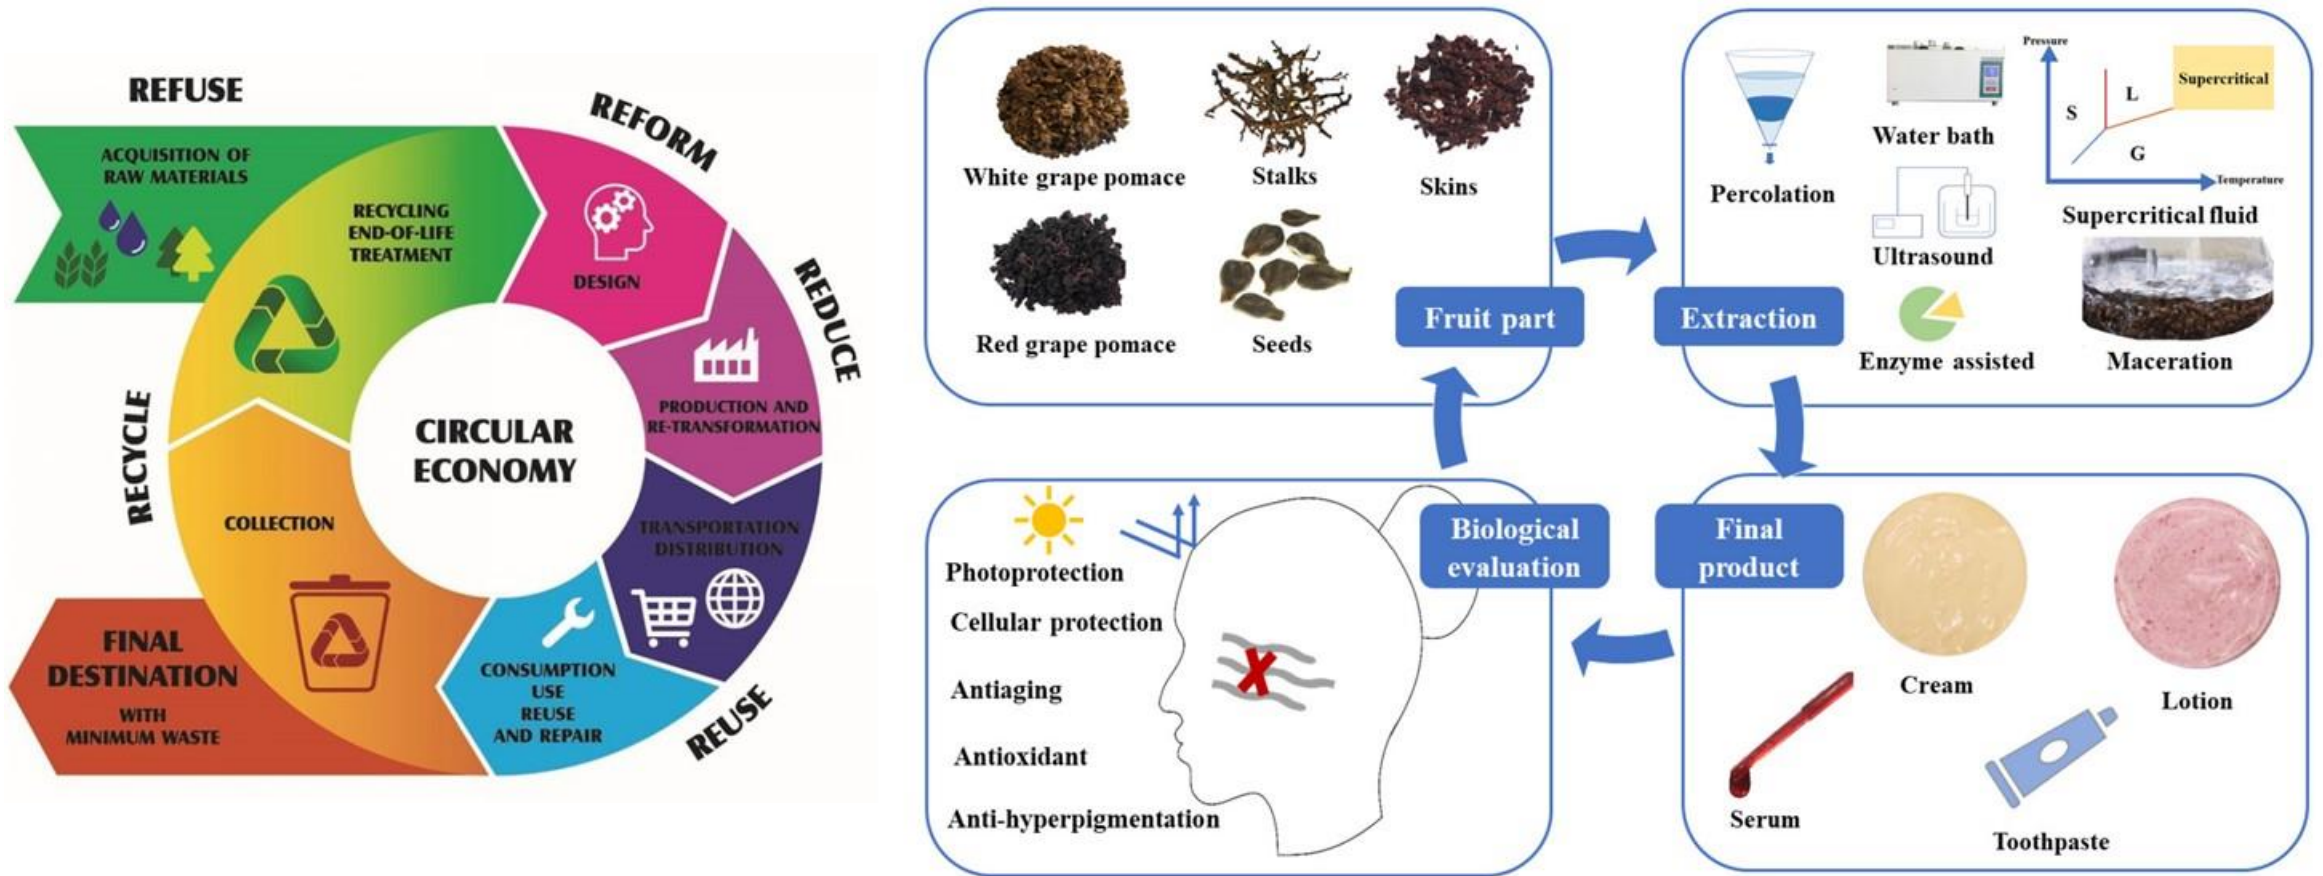 REFUSE
ACQUISITION OF
RAW MATERIALS
RECYCLING
END-OF-LIFE
TREATMENT
REFORM
DESIGN
REDUCE
PRODUCTION AND
RE-TRANSFORMATION
CIRCULAR
ECONOMY
TRANSPORTATION
DISTRIBUTION
RECYCLE
COLLECTION
CONSUMPTION
USE
REUSE
AND REPAIR
REUSE
FINAL
DESTINATION
WITH
MINIMUM WASTE
White grape pomace
Stalks
Skins
Red grape pomace
Seeds
Fruit part
Extraction
Percolation
Water bath
Ultrasound
Enzyme assisted
Pressure
S
L
G
Supercritical
Temperature
Supercritical fluid
Maceration
Biological
evaluation
Photoprotection
Cellular protection
Antiaging
Antioxidant
Anti-hyperpigmentation
Final
product
Cream
Lotion
Serum
Toothpaste